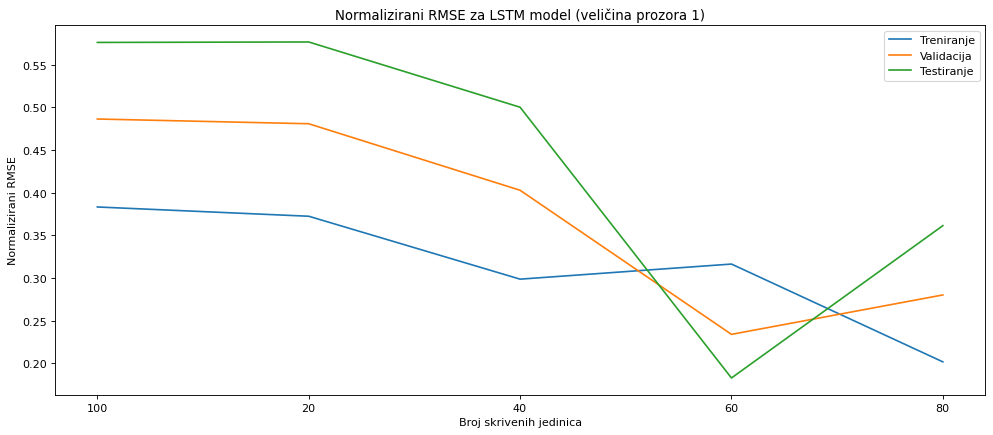 Normalizirani RMSE za LSTM model (veličina prozora 1)
Treniranje
Validacija
Testiranje
Normalizirani RMSE
0.55
0.50
0.45
0.40
0.35
0.30
0.25
0.20
100 20 40 60 80
Broj skrivenih jedinica